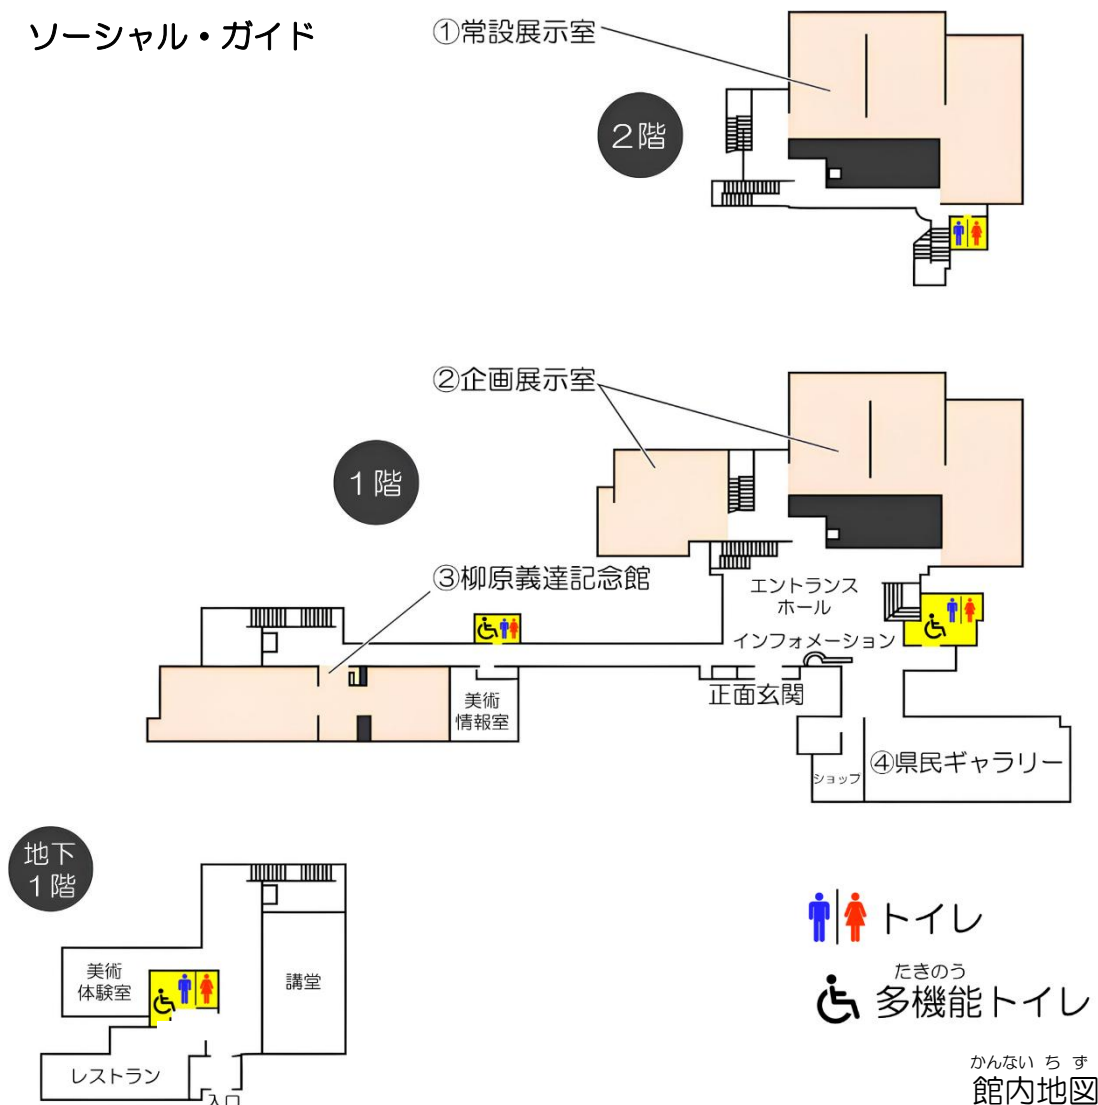 ソーシャル・ガイド
①常設展示室
２階
②企画展示室
１階
③柳原義達記念館
エントランス
ホール
インフォメーション
正面玄関
美術
情報室
ショップ
④県民ギャラリー
地下
１階
美術
体験室
講堂
レストラン
入口
トイレ
たきのう
多機能トイレ
かんない ち ず
館内地図